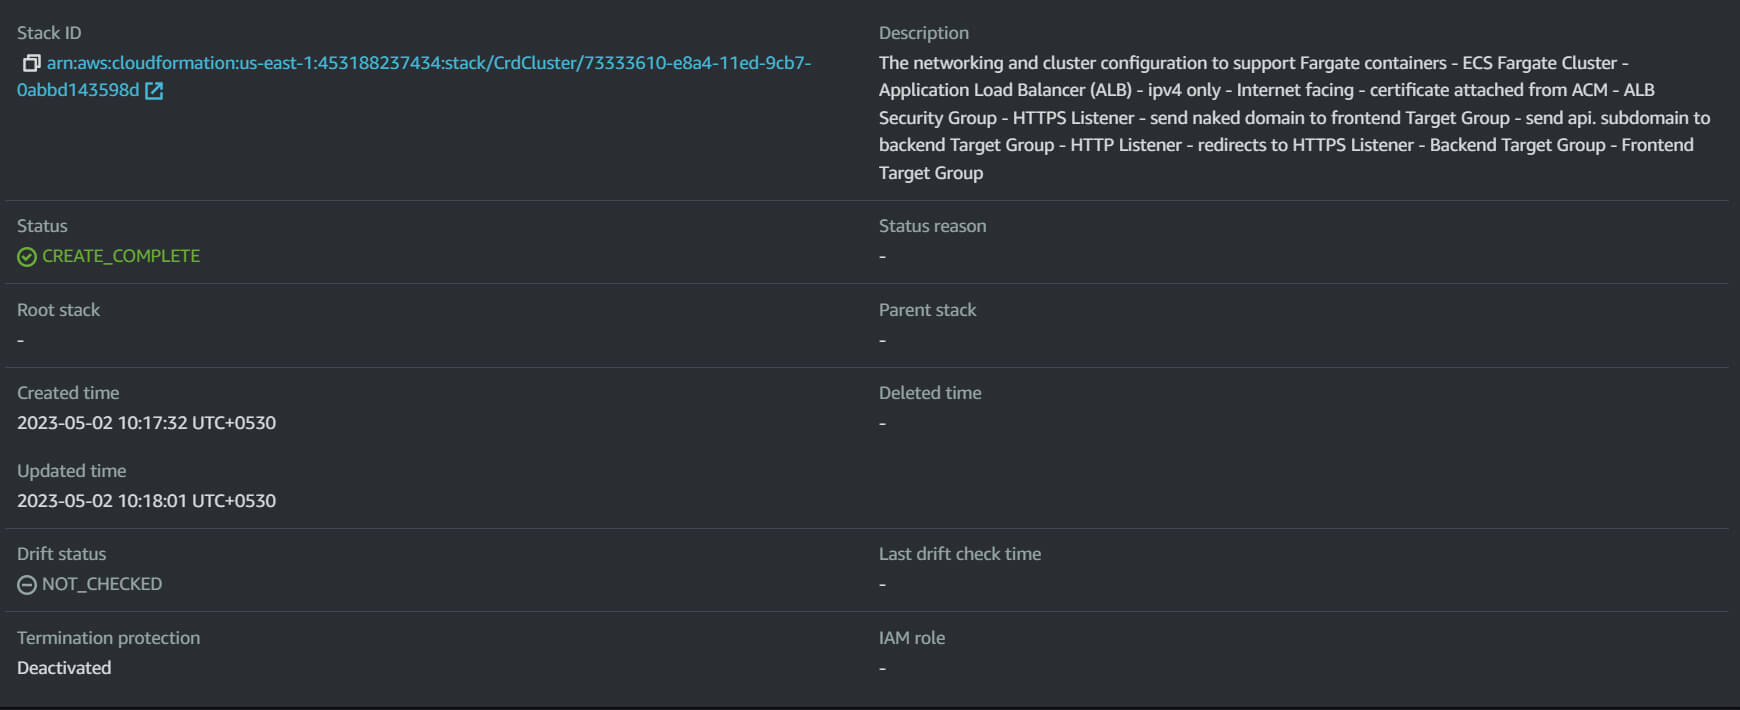 Stack ID
arn:aws:cloudformation:us-east-1:453188237434:stack/CrdCluster/73333610-e8a4-11ed-9cb7-
0abbd143598d
Description
The networking and cluster configuration to support Fargate containers - ECS Fargate Cluster -
Application Load Balancer (ALB) - ipv4 only - Internet facing - certificate attached from ACM - ALB
Security Group - HTTPS Listener - send naked domain to frontend Target Group - send api. subdomain to
backend Target Group - HTTP Listener - redirects to HTTPS Listener - Backend Target Group - Frontend
Target Group
Status
CREATE_COMPLETE
Status reason
-
Root stack
-
Parent stack
-
Created time
2023-05-02 10:17:32 UTC+0530
Deleted time
-
Updated time
2023-05-02 10:18:01 UTC+0530
Drift status
NOT_CHECKED
Last drift check time
-
Termination protection
Deactivated
IAM role
-